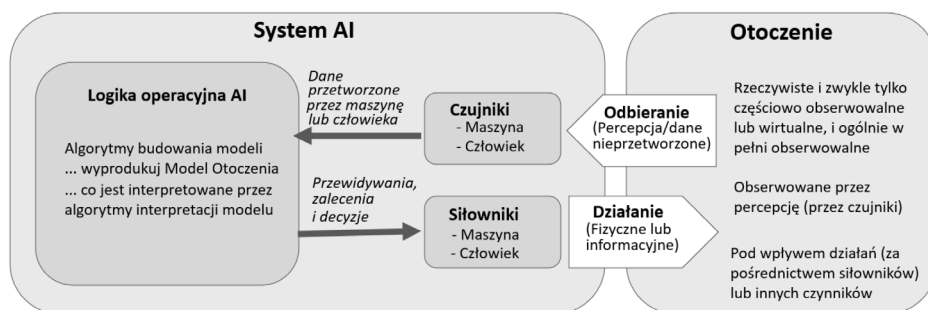 System AI
Otoczenie
Logika operacyjna AI
Algorytmy budowania modeli
... wyprodukuj Model Otoczenia
... co jest interpretowane przez
algorytmy interpretacji modelu
Dane
przetworzone
przez maszynę
lub człowieka
Przewidywania,
zalecenia
i decyzje
Czujniki
- Maszyna
- Człowiek
Siłowniki
- Maszyna
- Człowiek
Odbieranie
(Percepcja/dane
nieprzetworzone)
Działanie
(Fizyczne lub
informacyjne)
Rzeczywiste i zwykle tylko
częściowo obserwowalne
lub wirtualne, i ogólnie w
pełni obserwowalne
Obserwowane przez
percepcję (przez czujniki)
Pod wpływem działań (za
pośrednictwem siłowników)
lub innych czynników